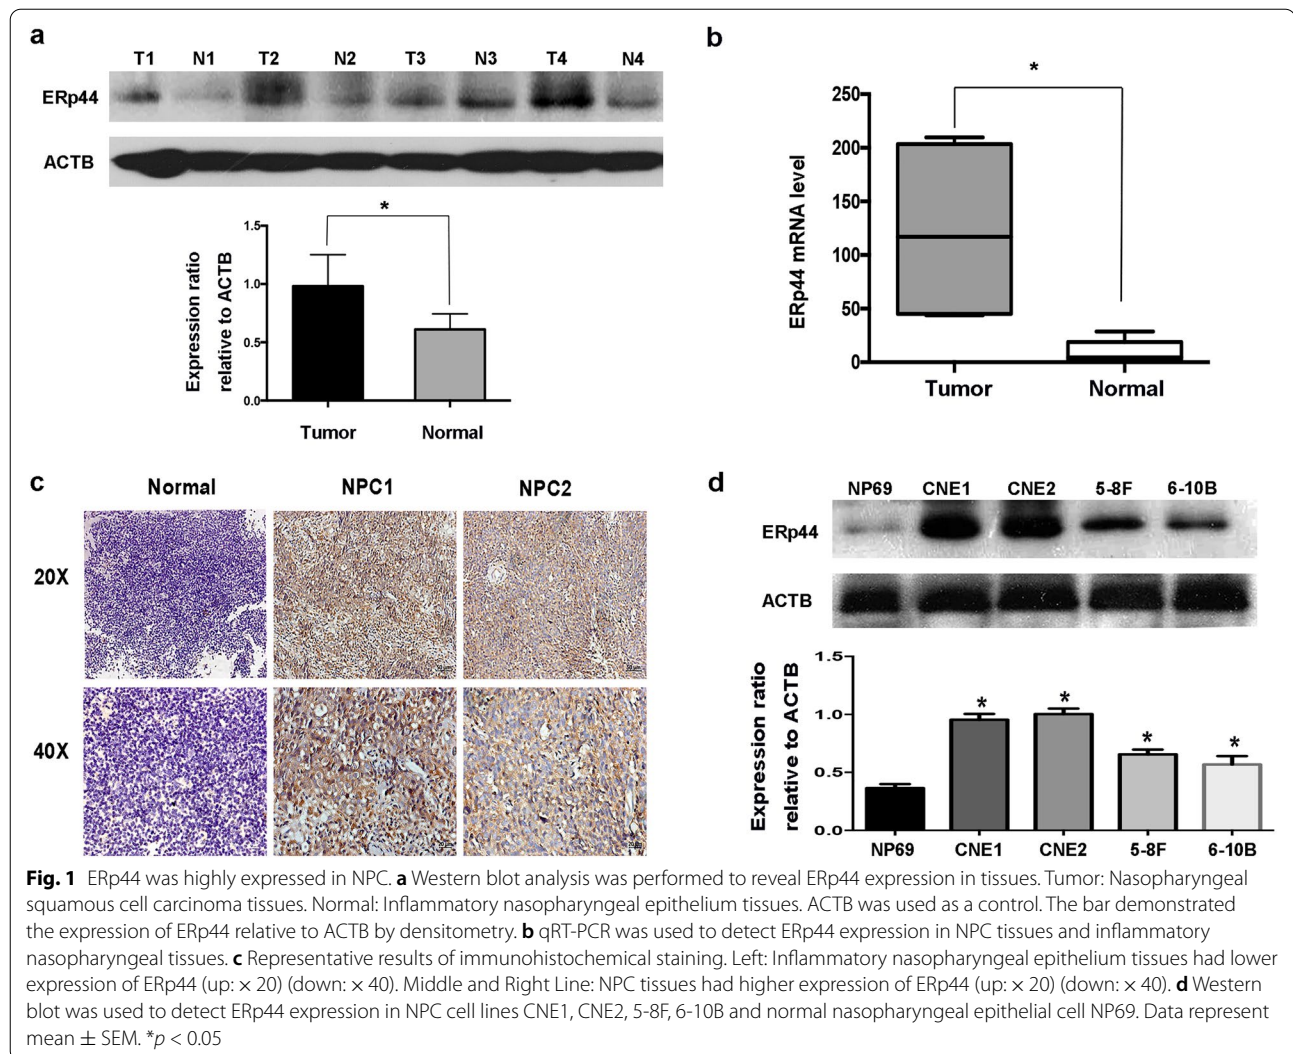 a
T1 N1 T2 N2 T3 N3 T4 N4
ERp44
ACTB
*
Expression ratio
relative to ACTB
1.5
1.0
0.5
0.0
Tumor Normal
b
*
ERp44 mRNA level
250
200
150
100
50
0
Tumor Normal
c
Normal NPC1 NPC2
20X
40X
d
NP69 CNE1 CNE2 5-8F 6-10B
ERp44
ACTB
Expression ratio
relative to ACTB
1.5
1.0
0.5
0.0
* * * *
NP69 CNE1 CNE2 5-8F 6-10B
Fig. 1 ERp44 was highly expressed in NPC. a Western blot analysis was performed to reveal ERp44 expression in tissues. Tumor: Nasopharyngeal
squamous cell carcinoma tissues. Normal: Inflammatory nasopharyngeal epithelium tissues. ACTB was used as a control. The bar demonstrated
the expression of ERp44 relative to ACTB by densitometry. b qRT-PCR was used to detect ERp44 expression in NPC tissues and inflammatory
nasopharyngeal tissues. c Representative results of immunohistochemical staining. Left: Inflammatory nasopharyngeal epithelium tissues had lower
expression of ERp44 (up: × 20) (down: × 40). Middle and Right Line: NPC tissues had higher expression of ERp44 (up: × 20) (down: × 40). d Western
blot was used to detect ERp44 expression in NPC cell lines CNE1, CNE2, 5-8F, 6-10B and normal nasopharyngeal epithelial cell NP69. Data represent
mean ± SEM. *p < 0.05